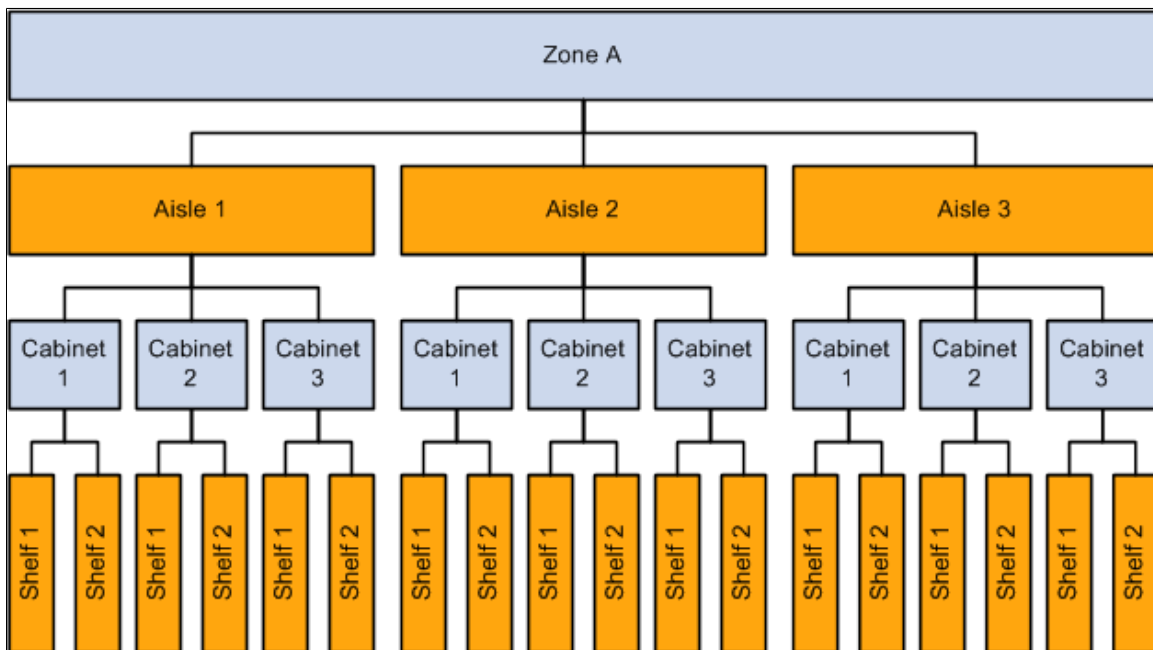 Zone A
Aisle 1
Aisle 2
Aisle 3
Cabinet
1
Cabinet
2
Cabinet
3
Cabinet
1
Cabinet
2
Cabinet
3
Cabinet
1
Cabinet
2
Cabinet
3
Shelf 1
Shelf 2
Shelf 1
Shelf 2
Shelf 1
Shelf 2
Shelf 1
Shelf 2
Shelf 1
Shelf 2
Shelf 1
Shelf 2
Shelf 1
Shelf 2
Shelf 1
Shelf 2
Shelf 1
Shelf 2